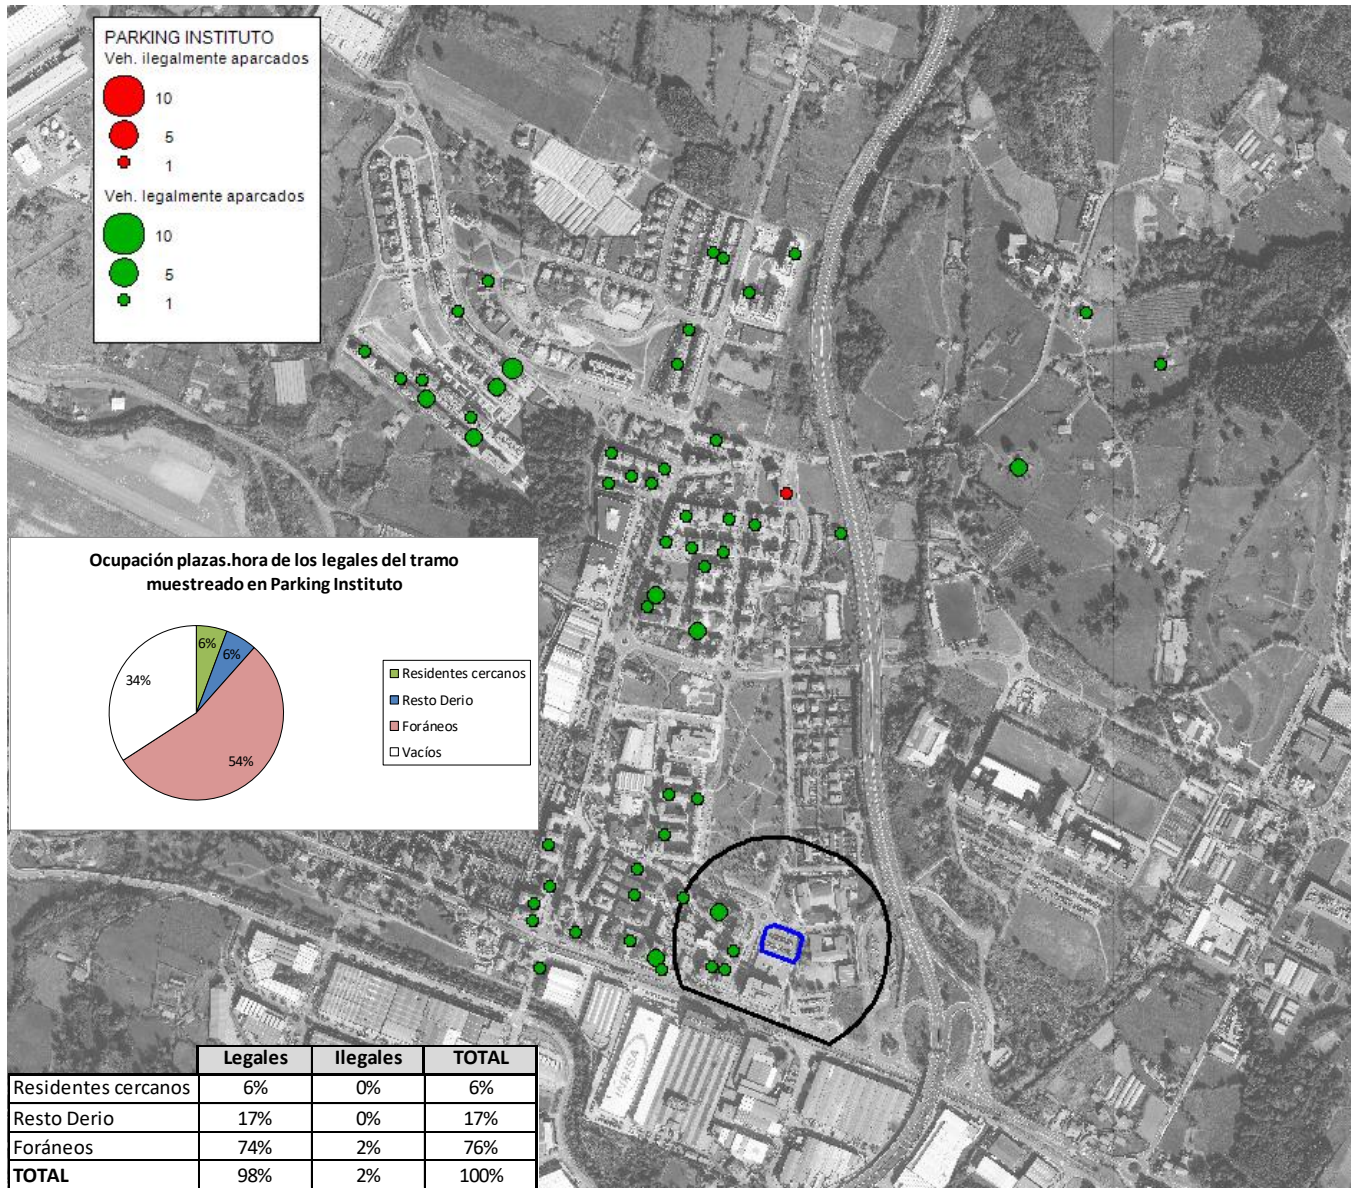 PARKING INSTITUTO
Veh. ilegalmente aparcados
10
5
1
Veh. legalmente aparcados
10
5
1
Ocupación plazas.hora de los legales del tramo
muestreado en Parking Instituto
6%
6%
34%
54%
Residentes cercanos
Resto Derio
Foráneos
Vacíos
Legales Ilegales TOTAL
Residentes cercanos 6% 0% 6%
Resto Derio 17% 0% 17%
Foráneos 74% 2% 76%
TOTAL 98% 2% 100%